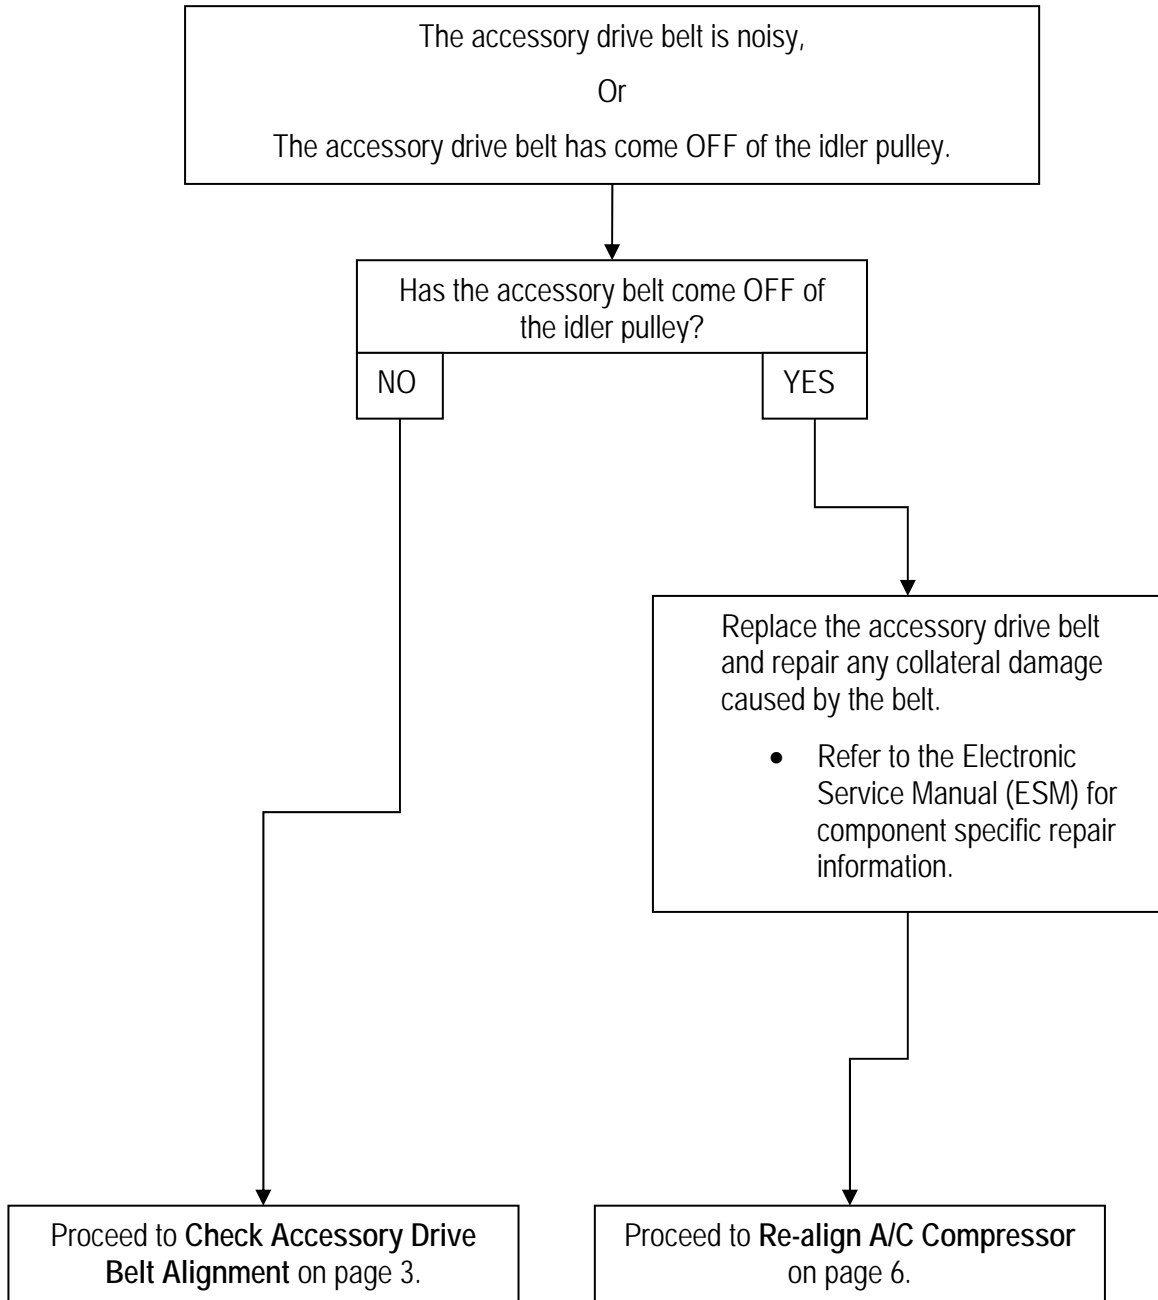 The accessory drive belt is noisy,
Or
The accessory drive belt has come OFF of the idler pulley.
Has the accessory belt come OFF of
the idler pulley?
NO
YES
Replace the accessory drive belt
and repair any collateral damage
caused by the belt.
• Refer to the Electronic
Service Manual (ESM) for
component specific repair
information.
Proceed to Check Accessory Drive
Belt Alignment on page 3.
Proceed to Re-align A/C Compressor
on page 6.